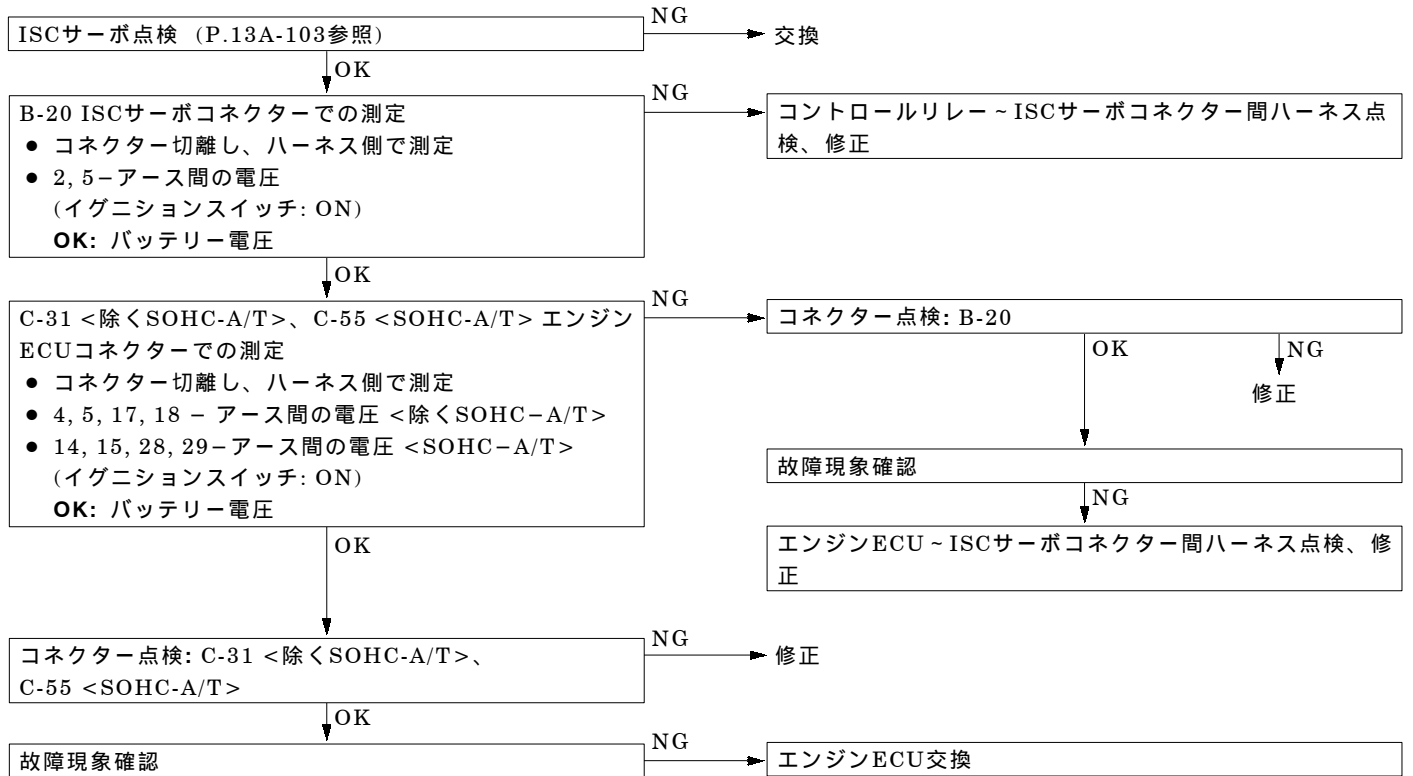 ISCサーボ点検 (P.13A-103参照)
NG
交換
OK
B-20 ISCサーボコネクターでの測定
● コネクター切離し、ハーネス側で測定
● 2, 5−アース間の電圧
(イグニションスイッチ: ON)
OK: バッテリー電圧
NG
コントロールリレー ~ ISCサーボコネクター間ハーネス点
検、修正
OK
C-31 <除くSOHC-A/T>、C-55 <SOHC-A/T> エンジン
ECUコネクターでの測定
● コネクター切離し、ハーネス側で測定
● 4, 5, 17, 18 − アース間の電圧 <除くSOHC−A/T>
● 14, 15, 28, 29−アース間の電圧 <SOHC−A/T>
(イグニションスイッチ: ON)
OK: バッテリー電圧
NG
コネクター点検: B-20
OK
NG
修正
故障現象確認
NG
エンジンECU ~ ISCサーボコネクター間ハーネス点検、修
正
OK
コネクター点検: C-31 <除くSOHC-A/T>、
C-55 <SOHC-A/T>
NG
修正
OK
故障現象確認
NG
エンジンECU交換